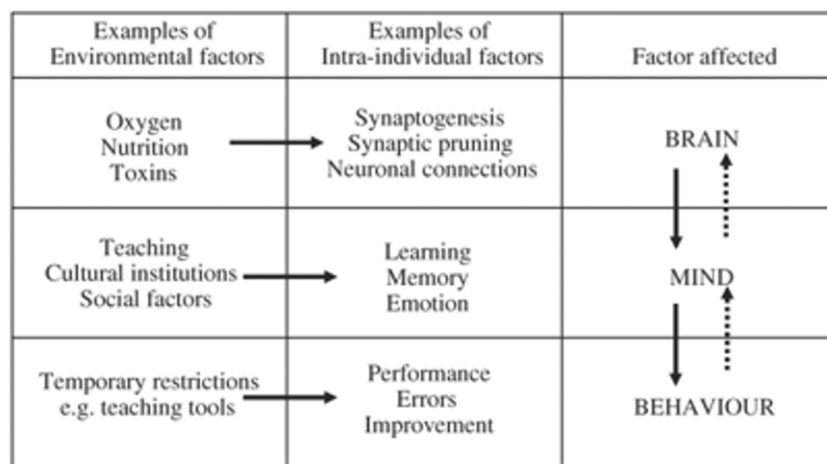 Examples of
Environmental factors
Examples of
Intra-individual factors
Factor affected
Oxygen
Nutrition
Toxins
Synaptogenesis
Synaptic pruning
Neuronal connections
BRAIN
Teaching
Cultural institutions
Social factors
Learning
Memory
Emotion
MIND
Temporary restrictions
e.g. teaching tools
Performance
Errors
Improvement
BEHAVIOUR